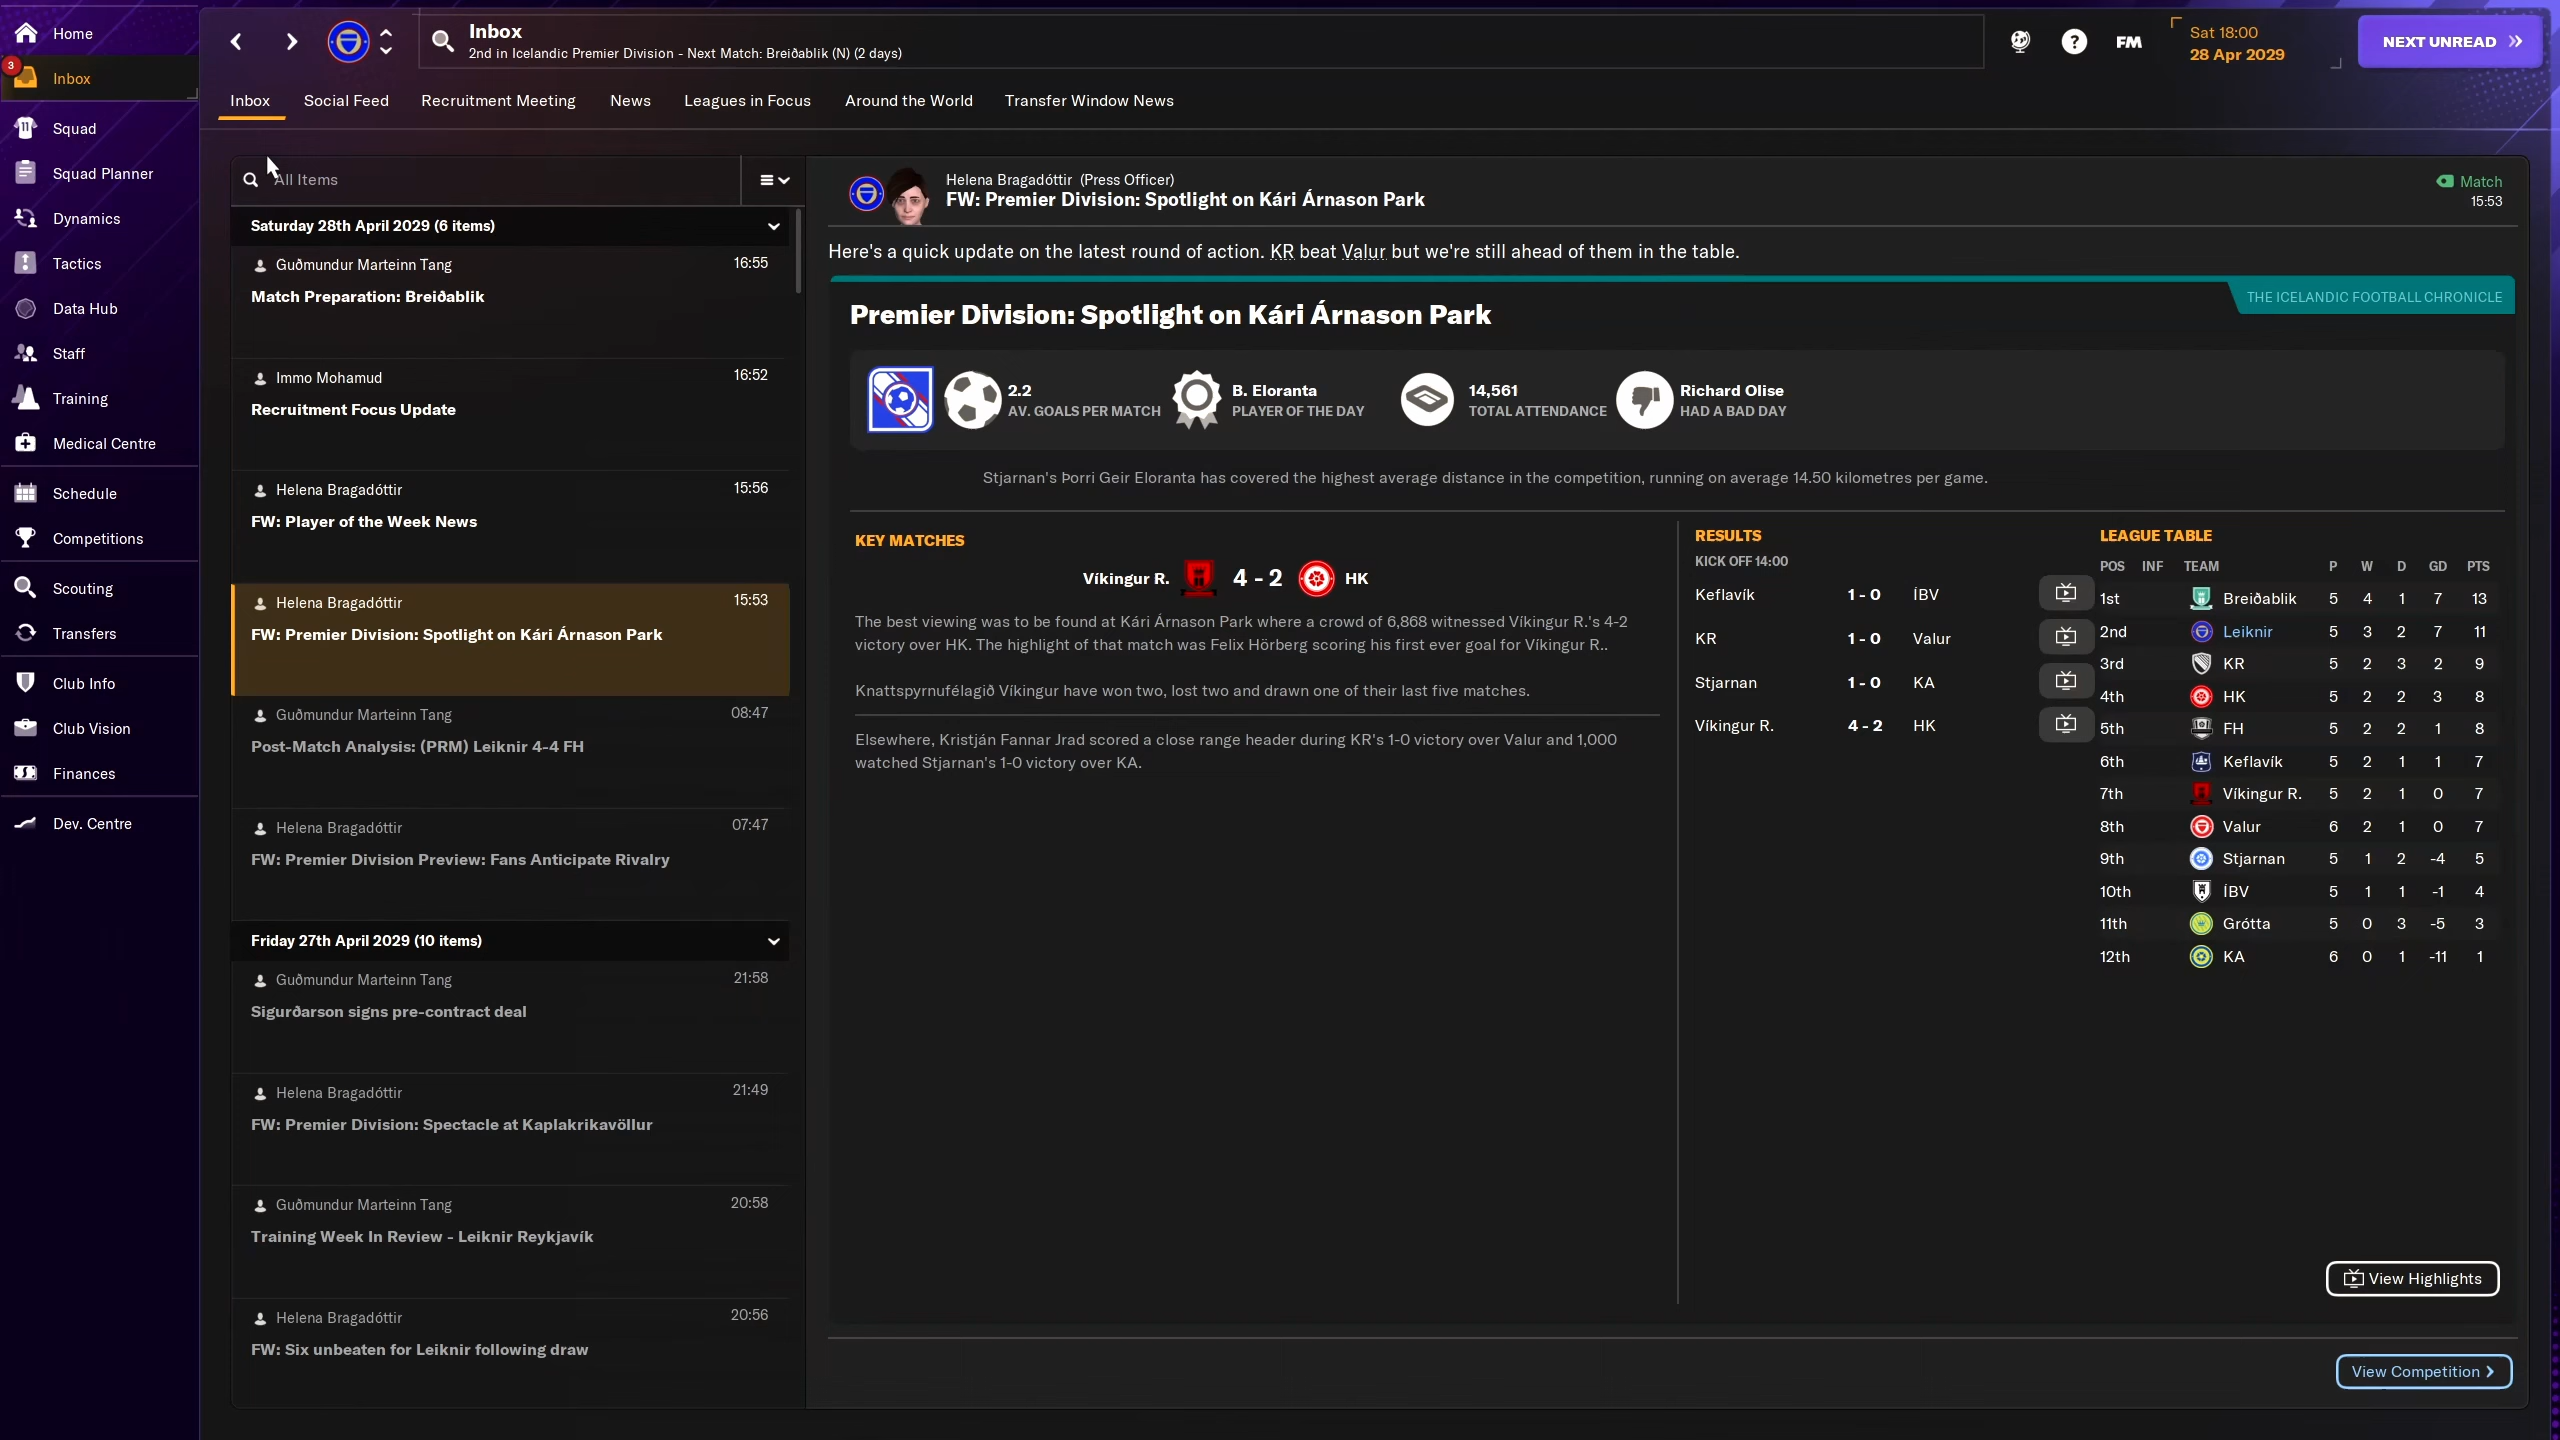 Home
3
Inbox
Squad
Squad Planner
Dynamics
Tactics
Data Hub
Staff
Training
Medical Centre
Schedule
Competitions
Scouting
Transfers
Club Info
Club Vision
Finances
Dev. Centre
Inbox
2nd in Icelandic Premier Division - Next Match: Breiðablik (N) (2 days)
FM
Sat 18:00
28 Apr 2029
NEXT UNREAD
Inbox Social Feed Recruitment Meeting News Leagues in Focus Around the World Transfer Window News
All Items
Saturday 28th April 2029 (6 items)
Guðmundur Marteinn Tang 16:55
Match Preparation: Breiðablik
Immo Mohamud 16:52
Recruitment Focus Update
Helena Bragadóttir 15:56
FW: Player of the Week News
Helena Bragadóttir 15:53
FW: Premier Division: Spotlight on Kári Árnason Park
Guðmundur Marteinn Tang 08:47
Post-Match Analysis: (PRM) Leiknir 4-4 FH
Helena Bragadóttir 07:47
FW: Premier Division Preview: Fans Anticipate Rivalry
Friday 27th April 2029 (10 items)
Guðmundur Marteinn Tang 21:58
Sigurðarson signs pre-contract deal
Helena Bragadóttir 21:49
FW: Premier Division: Spectacle at Kaplakrikavöllur
Guðmundur Marteinn Tang 20:58
Training Week In Review - Leiknir Reykjavík
Helena Bragadóttir 20:56
FW: Six unbeaten for Leiknir following draw
Helena Bragadóttir (Press Officer)
FW: Premier Division: Spotlight on Kári Árnason Park
Match
15:53
Here's a quick update on the latest round of action. KR beat Valur but we're still ahead of them in the table.
THE ICELANDIC FOOTBALL CHRONICLE
Premier Division: Spotlight on Kári Árnason Park
2.2
AV. GOALS PER MATCH
B. Eloranta
PLAYER OF THE DAY
14,561
TOTAL ATTENDANCE
Richard Olise
HAD A BAD DAY
Stjarnan's Þorri Geir Eloranta has covered the highest average distance in the competition, running on average 14.50 kilometres per game.
KEY MATCHES
Víkingur R. 4 - 2 HK
The best viewing was to be found at Kári Árnason Park where a crowd of 6,868 witnessed Víkingur R.'s 4-2
victory over HK. The highlight of that match was Felix Hörberg scoring his first ever goal for Víkingur R..
Knattspyrnufélagið Víkingur have won two, lost two and drawn one of their last five matches.
Elsewhere, Kristján Fannar Jrad scored a close range header during KR's 1-0 victory over Valur and 1,000
watched Stjarnan's 1-0 victory over KA.
RESULTS
KICK OFF 14:00
Keflavík 1 - 0 ÍBV
KR 1 - 0 Valur
Stjarnan 1 - 0 KA
Víkingur R. 4 - 2 HK
LEAGUE TABLE
POS INF TEAM P W D GD PTS
1st Breiðablik 5 4 1 7 13
2nd Leiknir 5 3 2 7 11
3rd KR 5 2 3 2 9
4th HK 5 2 2 3 8
5th FH 5 2 2 1 8
6th Keflavík 5 2 1 1 7
7th Víkingur R. 5 2 1 0 7
8th Valur 6 2 1 0 7
9th Stjarnan 5 1 2 -4 5
10th ÍBV 5 1 1 -1 4
11th Grótta 5 0 3 -5 3
12th KA 6 0 1 -11 1
View Highlights
View Competition